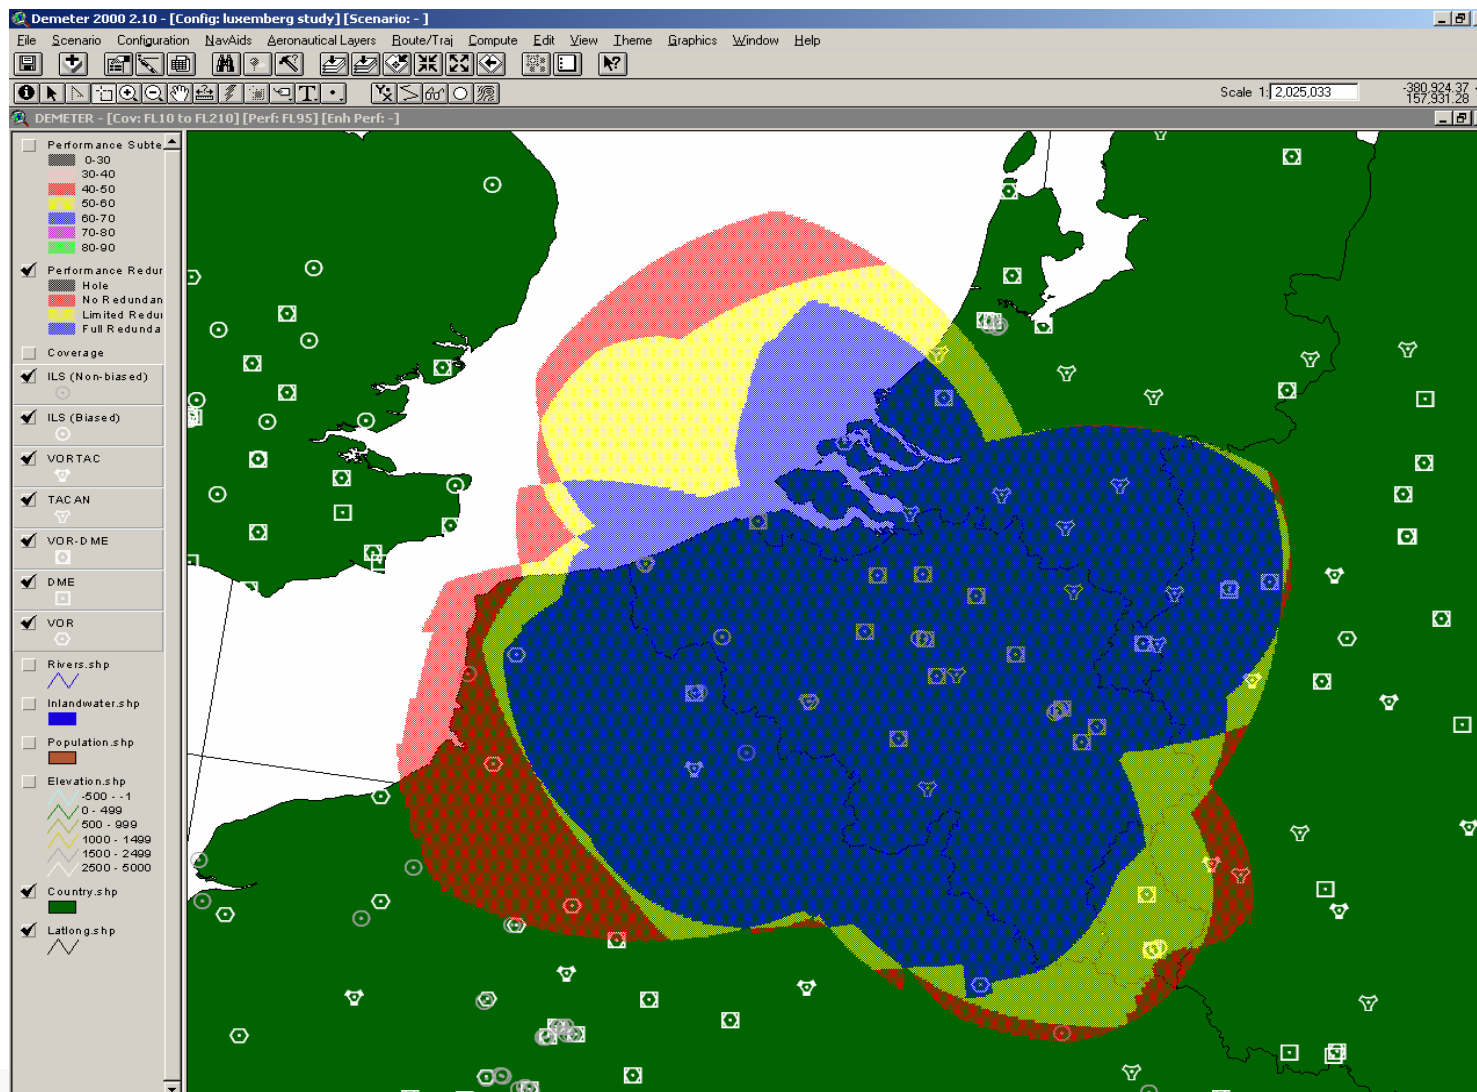 Demeter 2000 2.10 - [Config: luxemberg study] [Scenario: - ]
File Scenario Configuration NavAids Aeronautical Layers Route/Traj Compute Edit View Theme Graphics Window Help
Scale 1: 2,025,033
-380,924.37
157,931.28
DEMETER - [Cov: FL10 to FL210] [Perf: FL95] [Enh Perf: -]
Performance Subte
0-30
30-40
40-50
50-60
60-70
70-80
80-90
Performance Redur
Hole
No Redundan
Limited Redur
Full Redunda
Coverage
ILS (Non-biased)
ILS (Biased)
VORTAC
TACAN
VOR-DME
DME
VOR
Rivers.shp
Inlandwater.shp
Population.shp
Elevation.shp
-500 - -1
0 - 499
500 - 999
1000 - 1499
1500 - 2499
2500 - 5000
Country.shp
Latlong.shp